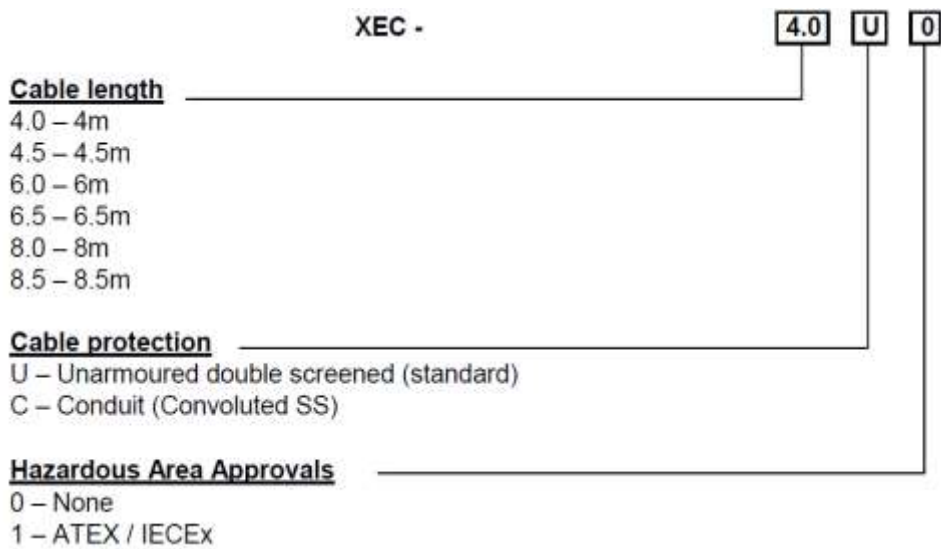 XEC - 4.0 U 0
Cable length
4.0 – 4m
4.5 – 4.5m
6.0 – 6m
6.5 – 6.5m
8.0 – 8m
8.5 – 8.5m
Cable protection
U – Unarmoured double screened (standard)
C – Conduit (Convoluted SS)
Hazardous Area Approvals
0 – None
1 – ATEX / IECEx